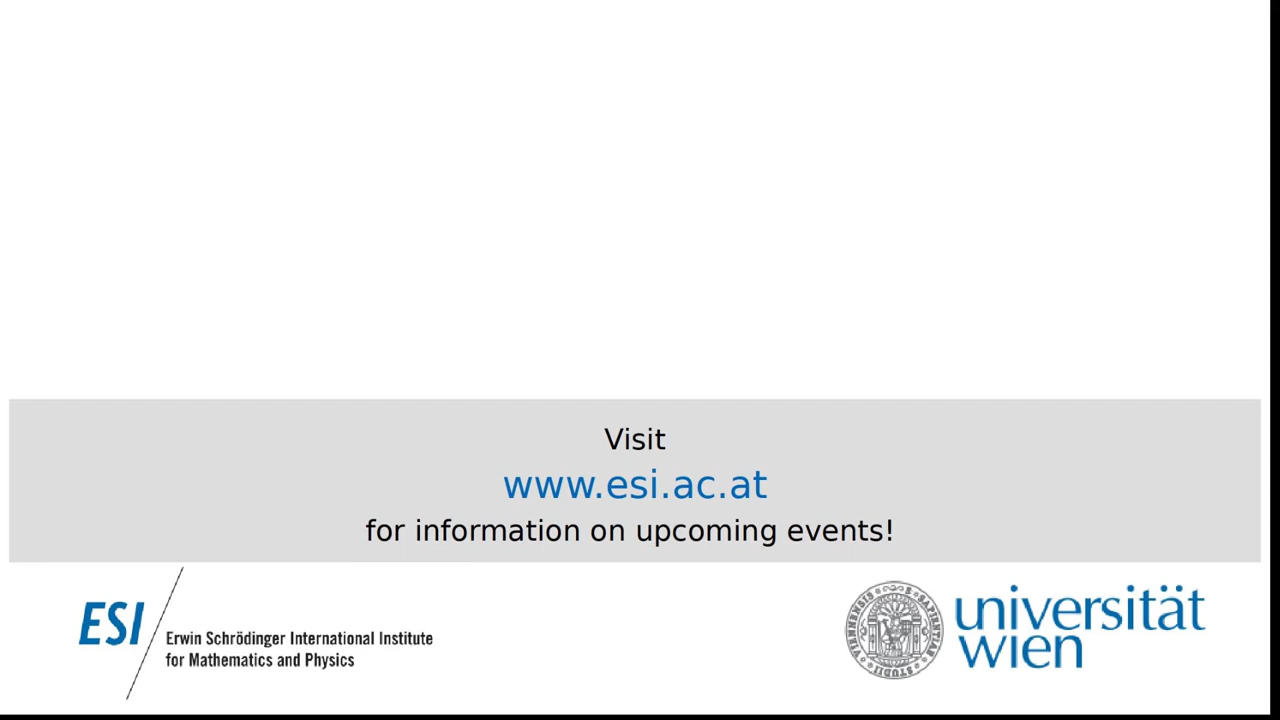 Visit
www.esi.ac.at
for information on upcoming events!
ESI
Erwin Schrödinger International Institute
for Mathematics and Physics
universität
wien